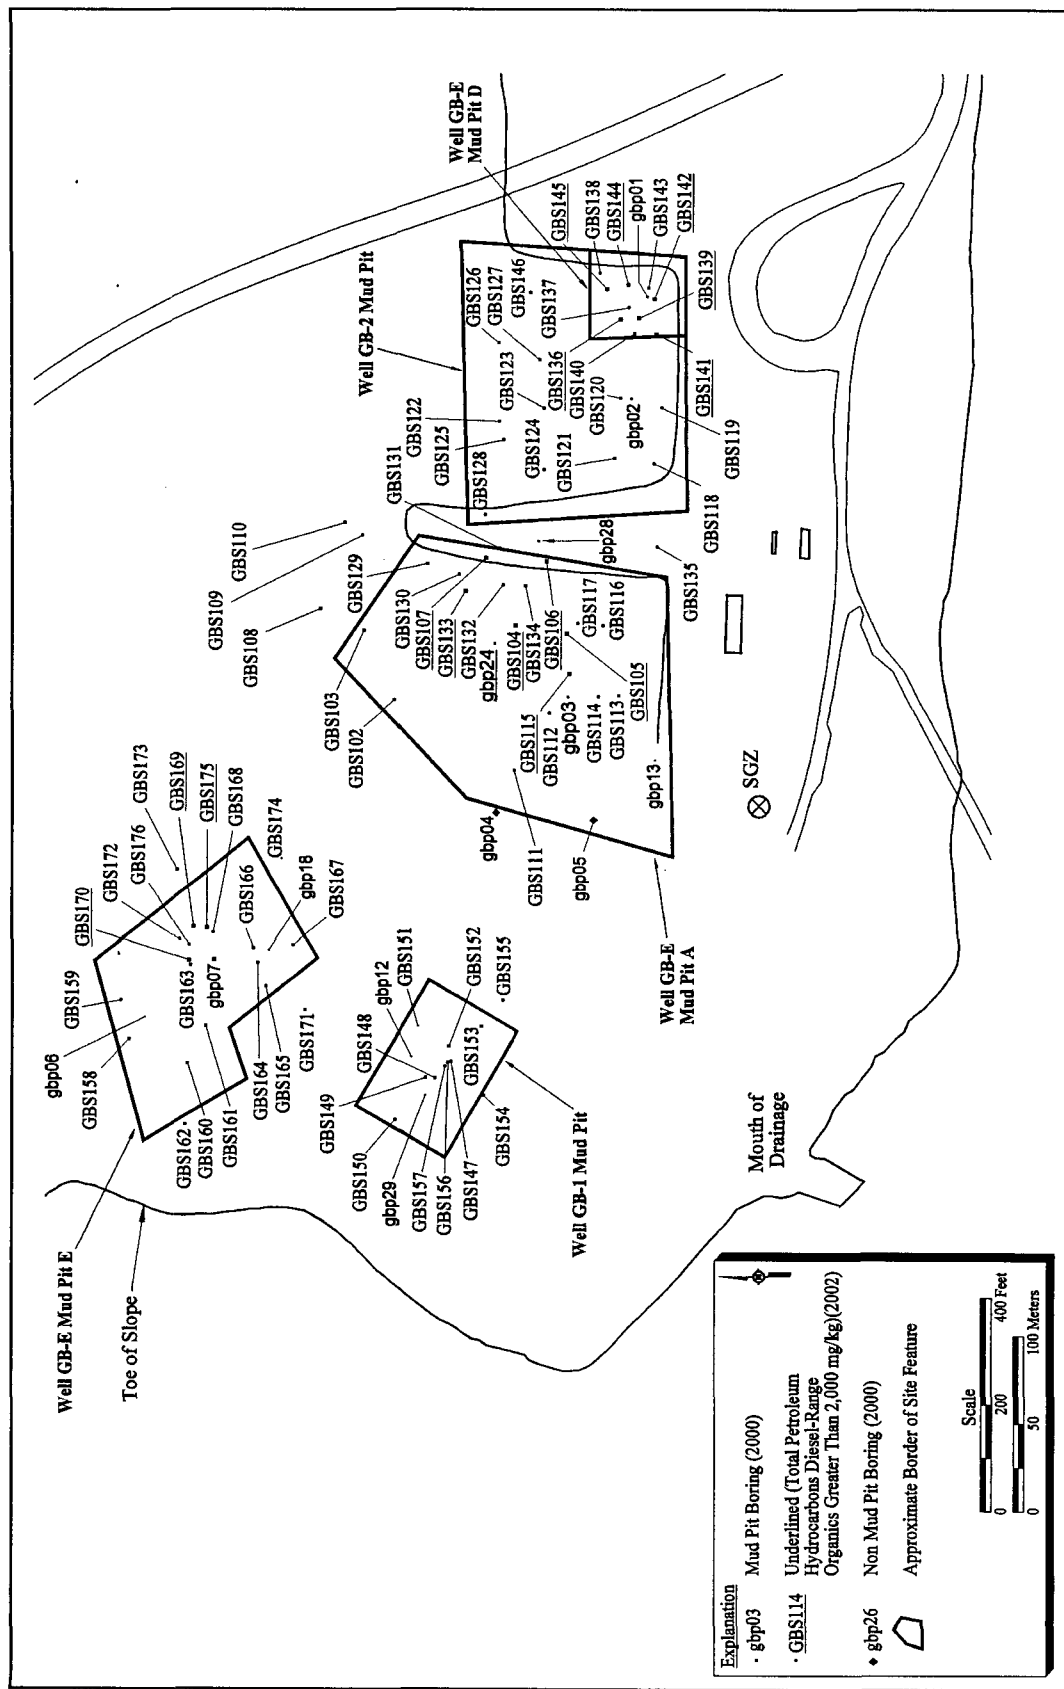 Well GB-E Mud Pit E
Toe of Slope
gbp06
GBS158
GBS159
GBS170
GBS172
GBS176
GBS173
GBS169
GBS175
GBS168
GBS174
GBS166
gbp18
GBS167
GBS163
gbp07
GBS162
GBS160
GBS161
GBS164
GBS165
GBS171
GBS149
GBS148
gbp12
GBS151
GBS150
gbp29
GBS157
GBS156
GBS147
GBS152
GBS153
GBS155
GBS154
Well GB-1 Mud Pit
GBS108
GBS109
GBS110
GBS103
GBS102
GBS129
GBS130
GBS107
GBS133
GBS132
gbp24
GBS104
GBS134
GBS106
GBS131
gbp28
GBS117
GBS116
GBS115
GBS112
gbp03
GBS114
GBS113
GBS105
gbp13
gbp04
GBS111
gbp05
Well GB-E
Mud Pit A
GBS135
Well GB-2 Mud Pit
Well GB-E
Mud Pit D
GBS122
GBS125
GBS128
GBS123
GBS124
GBS121
GBS126
GBS127
GBS146
GBS137
GBS136
GBS140
GBS120
gbp02
GBS145
GBS138
GBS144
gbp01
GBS143
GBS142
GBS139
GBS141
GBS119
GBS118
SGZ
Mouth of
Drainage
Explanation
gbp03 Mud Pit Boring (2000)
GBS114 Underlined (Total Petroleum
Hydrocarbons Diesel-Range
Organics Greater Than 2,000 mg/kg)(2002)
gbp26 Non Mud Pit Boring (2000)
Approximate Border of Site Feature
Scale
0 200 400 Feet
0 50 100 Meters